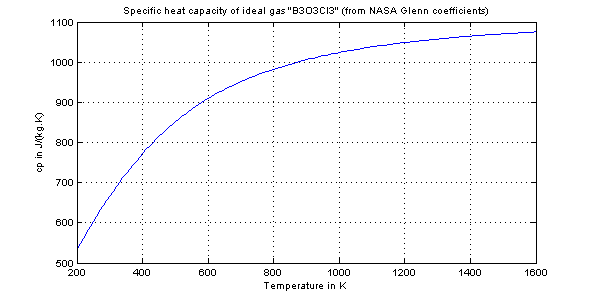 Specific heat capacity of ideal gas "B3O3Cl3" (from NASA Glenn coefficients)
1100
1000
900
800
700
600
500
cp in J/(kg.K)
200 400 600 800 1000 1200 1400 1600
Temperature in K